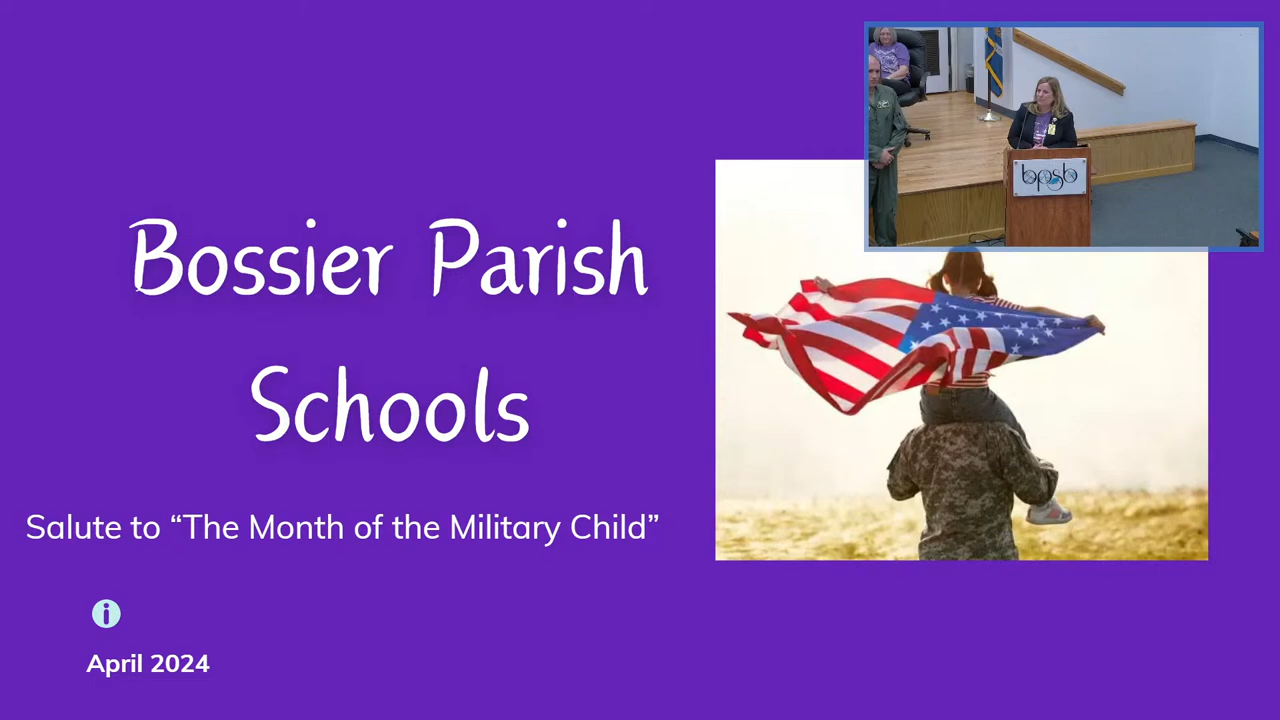 Bossier Parish
Schools
Salute to “The Month of the Military Child”
i
April 2024
bpsb